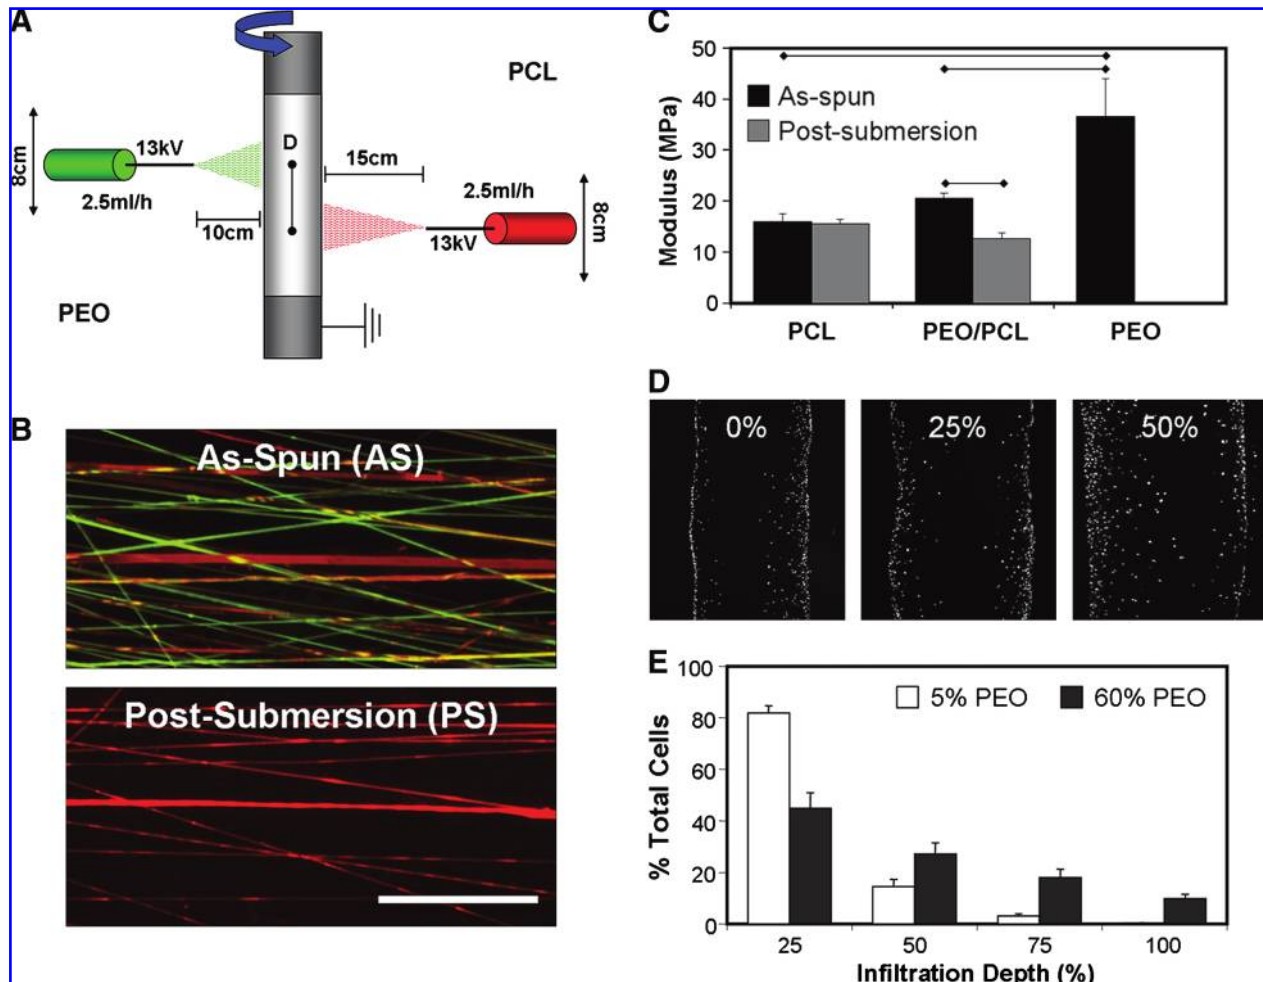 A
PCL
13kV
8cm
2.5ml/h
10cm
D
15cm
2.5ml/h
13kV
8cm
PEO
B
As-Spun (AS)
Post-Submersion (PS)
C
Modulus (MPa)
50
40
30
20
10
0
As-spun
Post-submersion
PCL
PEO/PCL
PEO
D
0%
25%
50%
E
% Total Cells
100
80
60
40
20
0
5% PEO
60% PEO
25
50
75
100
Infiltration Depth (%)